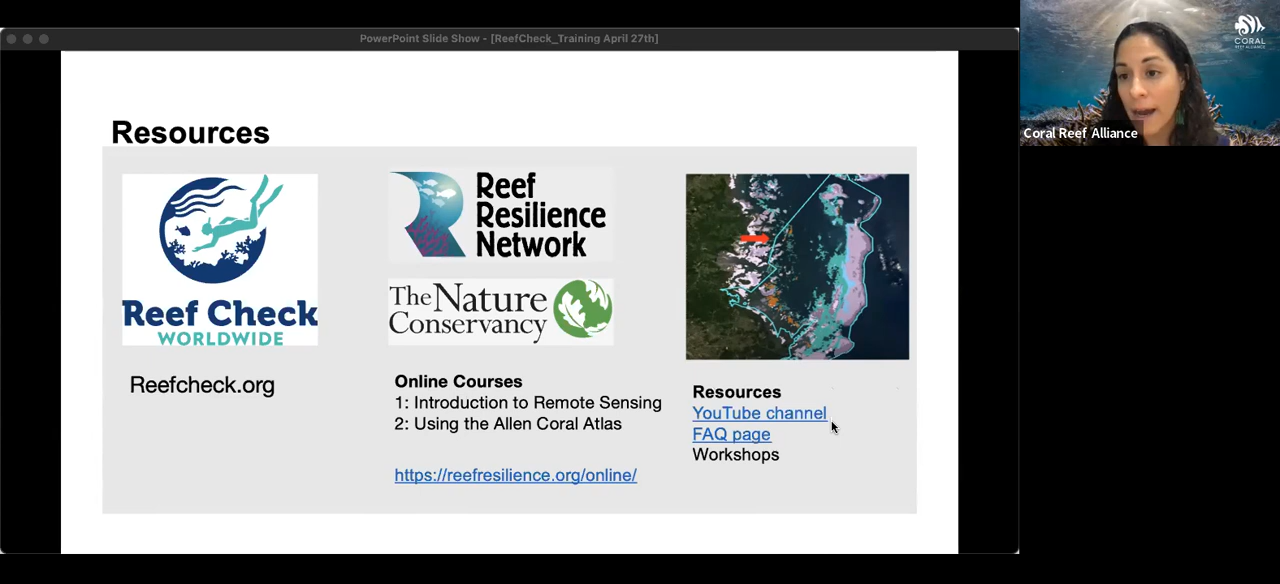 PowerPoint Slide Show - [ReefCheck_Training April 27th]
CORAL
REEF ALLIANCE
Coral Reef Alliance
Resources
Reef Check
WORLDWIDE
Reefcheck.org
Reef
Resilience
Network
The Nature
Conservancy
Online Courses
1: Introduction to Remote Sensing
2: Using the Allen Coral Atlas
https://reefresilience.org/online/
Resources
YouTube channel
FAQ page
Workshops